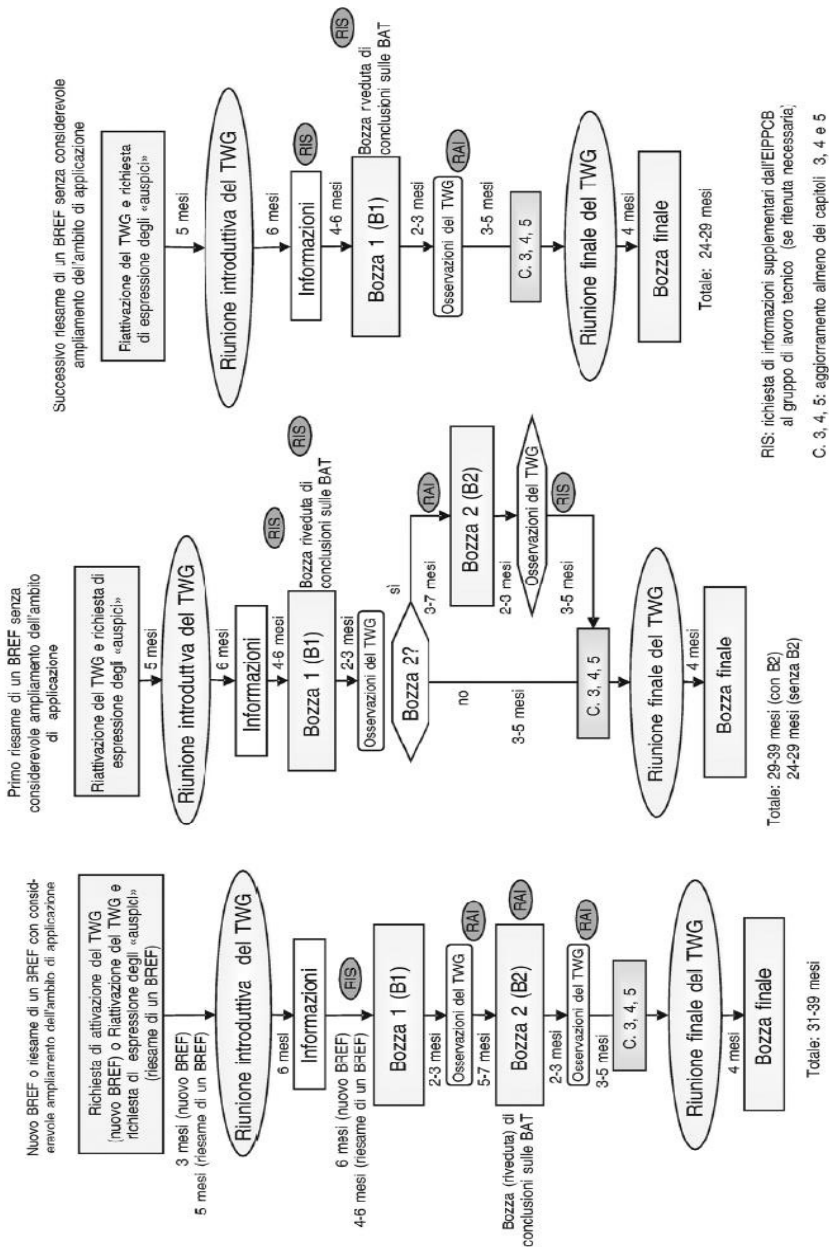 Nuovo BREF o riesame di un BREF con consid-
eravole ampliamento dell'ambito di applicazione
Richiesta di attivazione del TWG
(nuovo BREF) o Riattivazione del TWG e
richiesta di espressione degli «auspici»
(riesame di un BREF)
3 mesi (nuovo BREF)
5 mesi (riesame di un BREF)
Riunione introduttiva del TWG
6 mesi
Informazioni
6 mesi (nuovo BREF)
4-6 mesi (riesame di un BREF)
RIS
Bozza 1 (B1)
2-3 mesi
Osservazioni del TWG
RAI
5-7 mesi
Bozza 2 (B2)
RAI
Bozza (riveduta) di
conclusioni sulle BAT
2-3 mesi
Osservazioni del TWG
RAI
3-5 mesi
C. 3, 4, 5
Riunione finale del TWG
4 mesi
Bozza finale
Totale: 31-39 mesi
Primo riesame di un BREF senza
considerevole ampliamento dell'ambito
di applicazione
Riattivazione del TWG e richiesta di
espressione degli «auspici»
5 mesi
Riunione introduttiva del TWG
6 mesi
Informazioni
RIS
4-6 mesi
Bozza 1 (B1)
Bozza riveduta di
conclusioni sulle BAT
RIS
2-3 mesi
Osservazioni del TWG
Bozza 2?
sì
3-7 mesi
RAI
Bozza 2 (B2)
2-3 mesi
Osservazioni del TWG
RIS
3-5 mesi
no
3-5 mesi
C. 3, 4, 5
Riunione finale del TWG
4 mesi
Bozza finale
Totale: 29-39 mesi (con B2)
24-29 mesi (senza B2)
Successivo riesame di un BREF senza considerevole
ampliamento dell'ambito di applicazione
Riattivazione del TWG e richiesta
di espressione degli «auspici»
5 mesi
Riunione introduttiva del TWG
6 mesi
Informazioni
RIS
4-6 mesi
Bozza 1 (B1)
Bozza riveduta di
conclusioni sulle BAT
RIS
2-3 mesi
Osservazioni del TWG
RAI
3-5 mesi
C. 3, 4, 5
Riunione finale del TWG
4 mesi
Bozza finale
Totale: 24-29 mesi
RIS: richiesta di informazioni supplementari dall'EIPPCB
al gruppo di lavoro tecnico (se ritenuta necessaria)
C. 3, 4, 5: aggiornamento almeno dei capitoli 3, 4 e 5